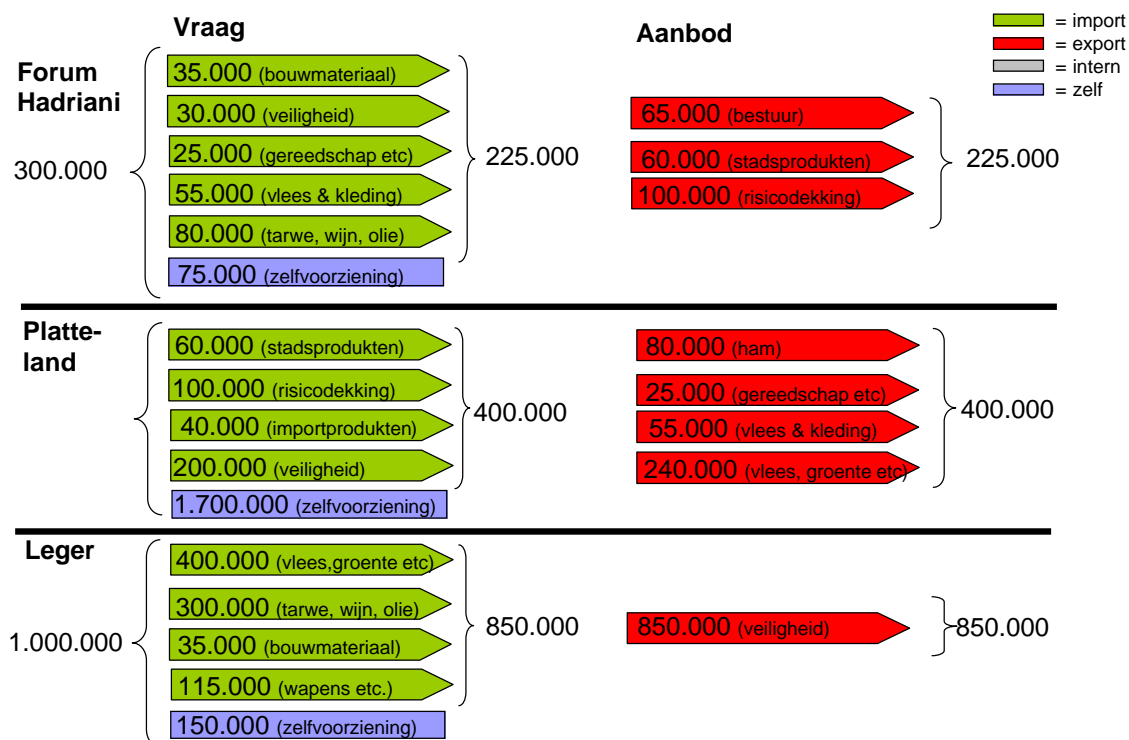 Vraag
Aanbod
= import
= export
= intern
= zelf
Forum
Hadriani
300.000
35.000 (bouwmateriaal)
30.000 (veiligheid)
25.000 (gereedschap etc)
55.000 (vlees & kleding)
80.000 (tarwe, wijn, olie)
75.000 (zelfvoorziening)
225.000
65.000 (bestuur)
60.000 (stadsprodukten)
100.000 (risicodekking)
225.000
Platte-
land
60.000 (stadsprodukten)
100.000 (risicodekking)
40.000 (importprodukten)
200.000 (veiligheid)
1.700.000 (zelfvoorziening)
400.000
80.000 (ham)
25.000 (gereedschap etc)
55.000 (vlees & kleding)
240.000 (vlees, groente etc)
400.000
Leger
1.000.000
400.000 (vlees,groente etc)
300.000 (tarwe, wijn, olie)
35.000 (bouwmateriaal)
115.000 (wapens etc.)
150.000 (zelfvoorziening)
850.000
850.000 (veiligheid)
850.000